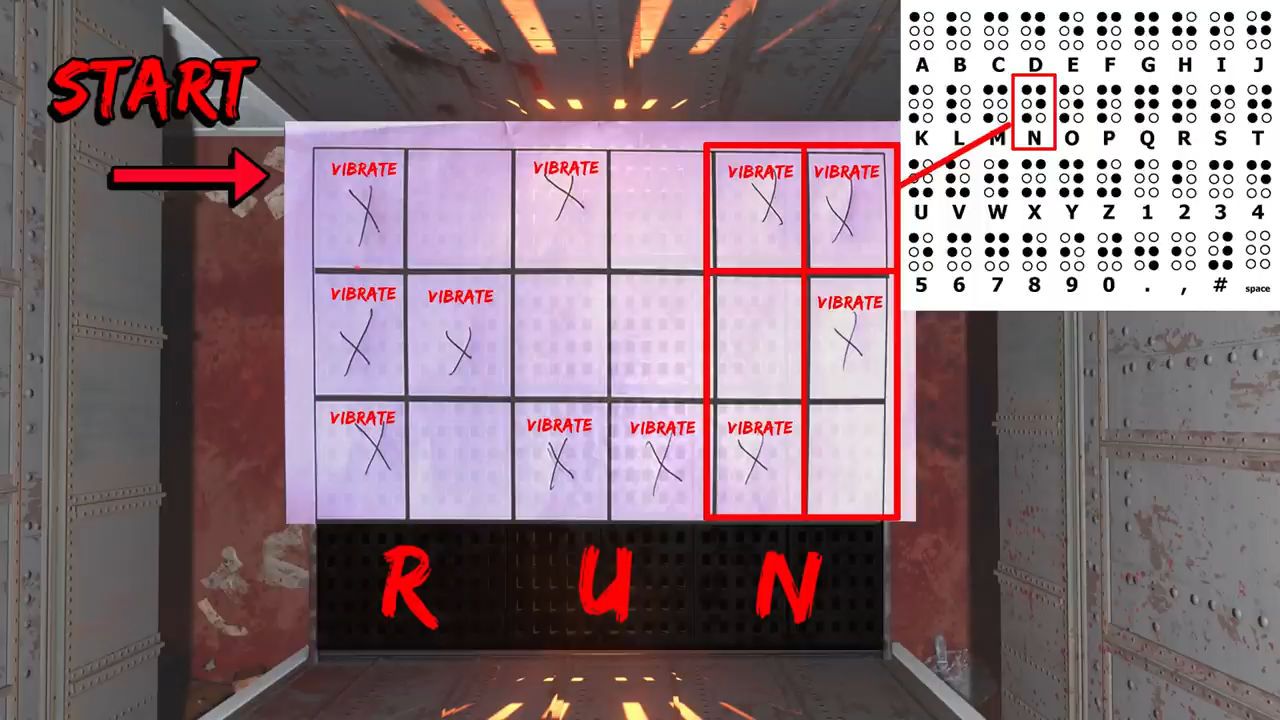 START
A B C D E F G H I J
K L M N O P Q R S T
U V W X Y Z 1 2 3 4
5 6 7 8 9 0 . , # space
VIBRATE VIBRATE VIBRATE VIBRATE
X X X X
VIBRATE VIBRATE VIBRATE
X X X
VIBRATE VIBRATE VIBRATE VIBRATE
X X X X
R U N